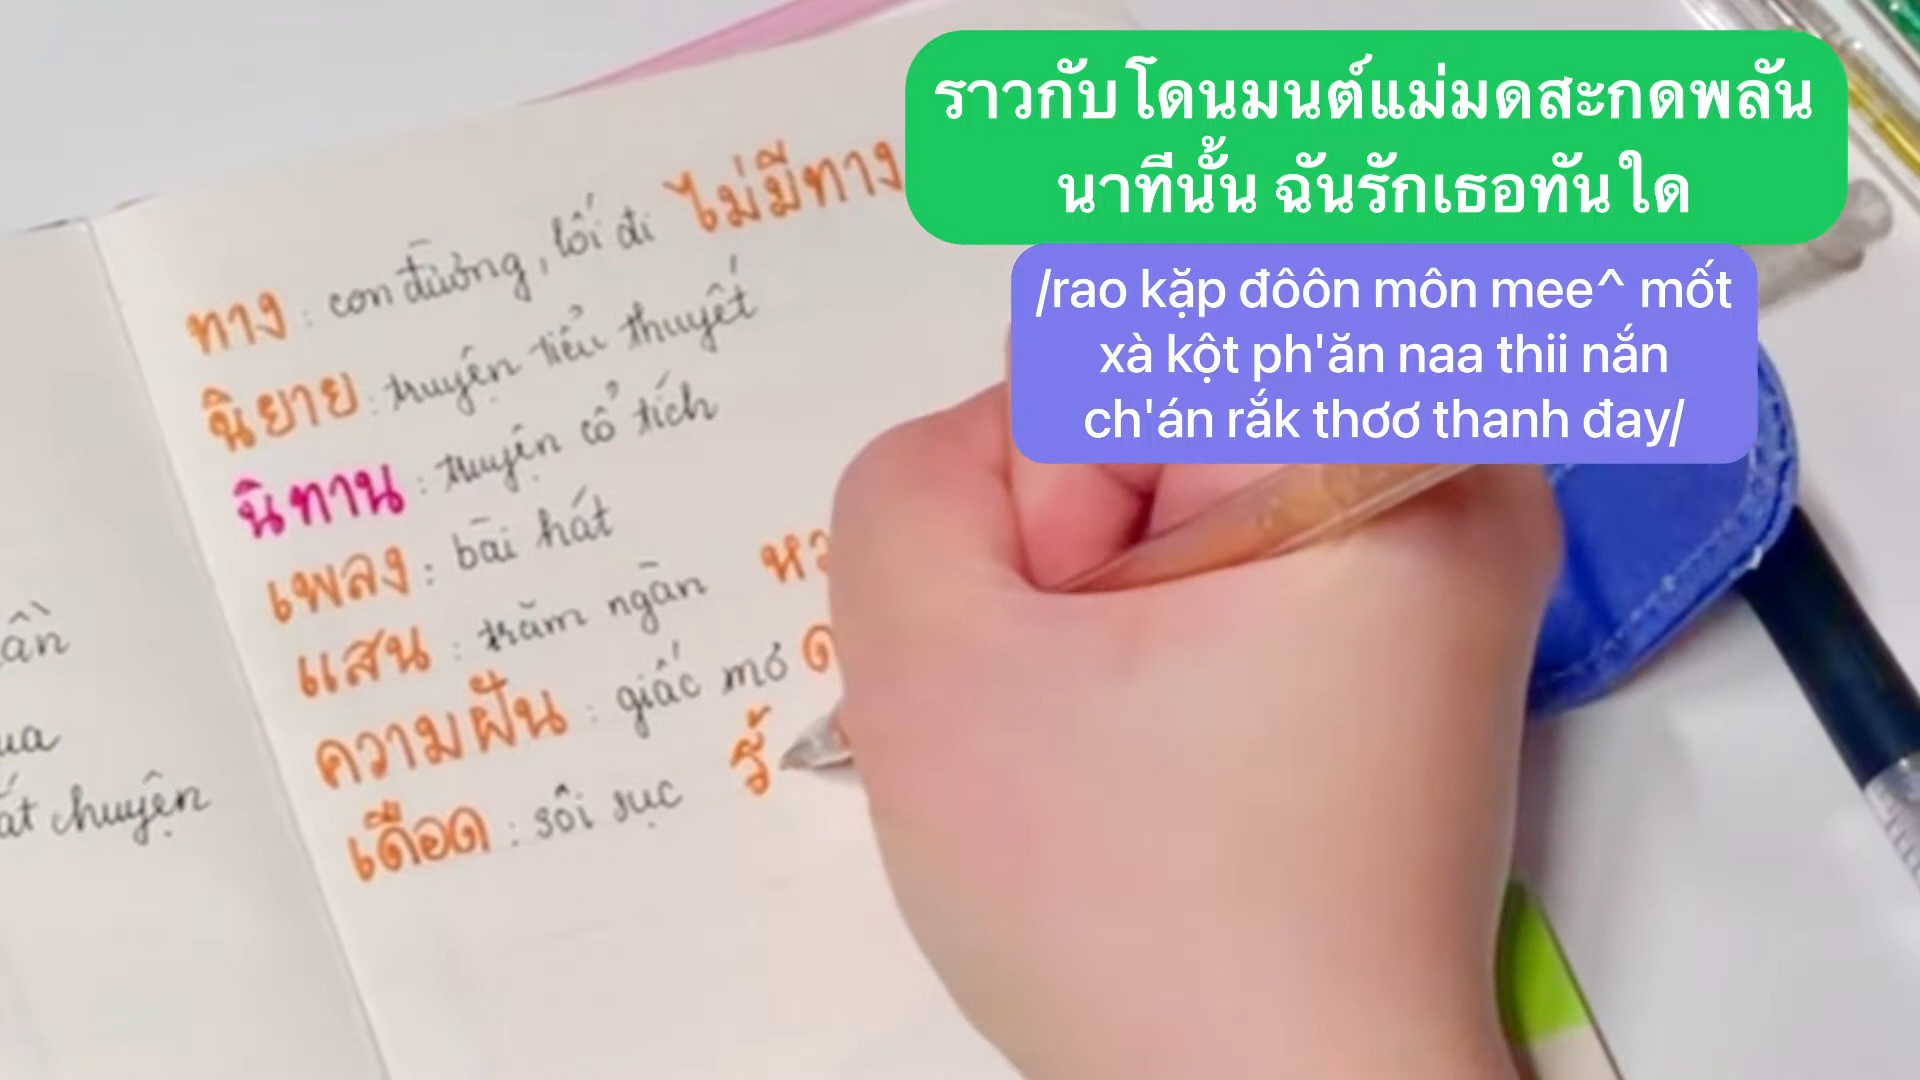 ราวกับโดนมนต์แม่มดสะกดพลัน
นาทีนั้น ฉันรักเธอทันใด
/rao kặp đôôn môn mee^ mốt
xà kột ph'ăn naa thii nắn
ch'án rắk thơơ thanh đay/
ทาง : con đường, lối đi ไม่มีทาง
นิยาย : truyện tiểu thuyết
นิทาน : truyện cổ tích
เพลง : bài hát
แสน : trăm ngàn
ความฝัน : giấc mơ
เดือด : sôi sục
chuyện